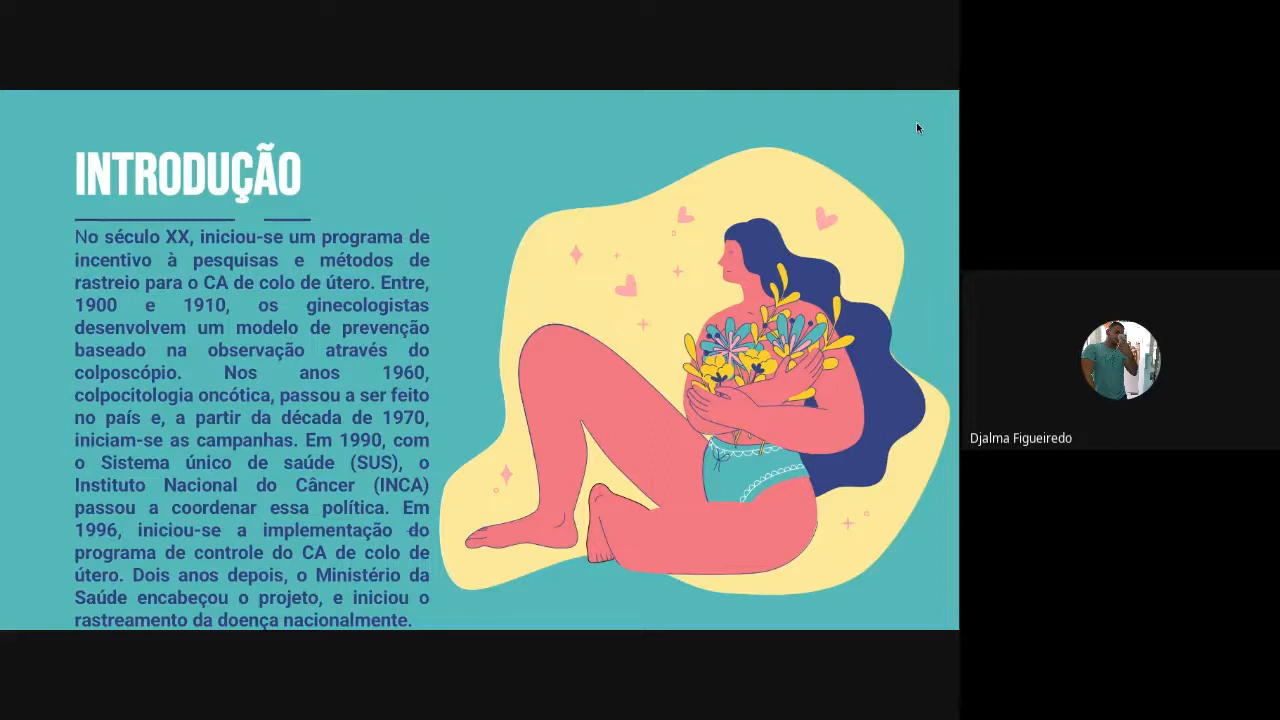 INTRODUÇÃO
No século XX, iniciou-se um programa de
incentivo à pesquisas e métodos de
rastreio para o CA de colo de útero. Entre,
1900 e 1910, os ginecologistas
desenvolvem um modelo de prevenção
baseado na observação através do
colposcópio. Nos anos 1960,
colpocitologia oncótica, passou a ser feito
no país e, a partir da década de 1970,
iniciam-se as campanhas. Em 1990, com
o Sistema único de saúde (SUS), o
Instituto Nacional do Câncer (INCA)
passou a coordenar essa política. Em
1996, iniciou-se a implementação do
programa de controle do CA de colo de
útero. Dois anos depois, o Ministério da
Saúde encabeçou o projeto, e iniciou o
rastreamento da doença nacionalmente.
Djalma Figueiredo